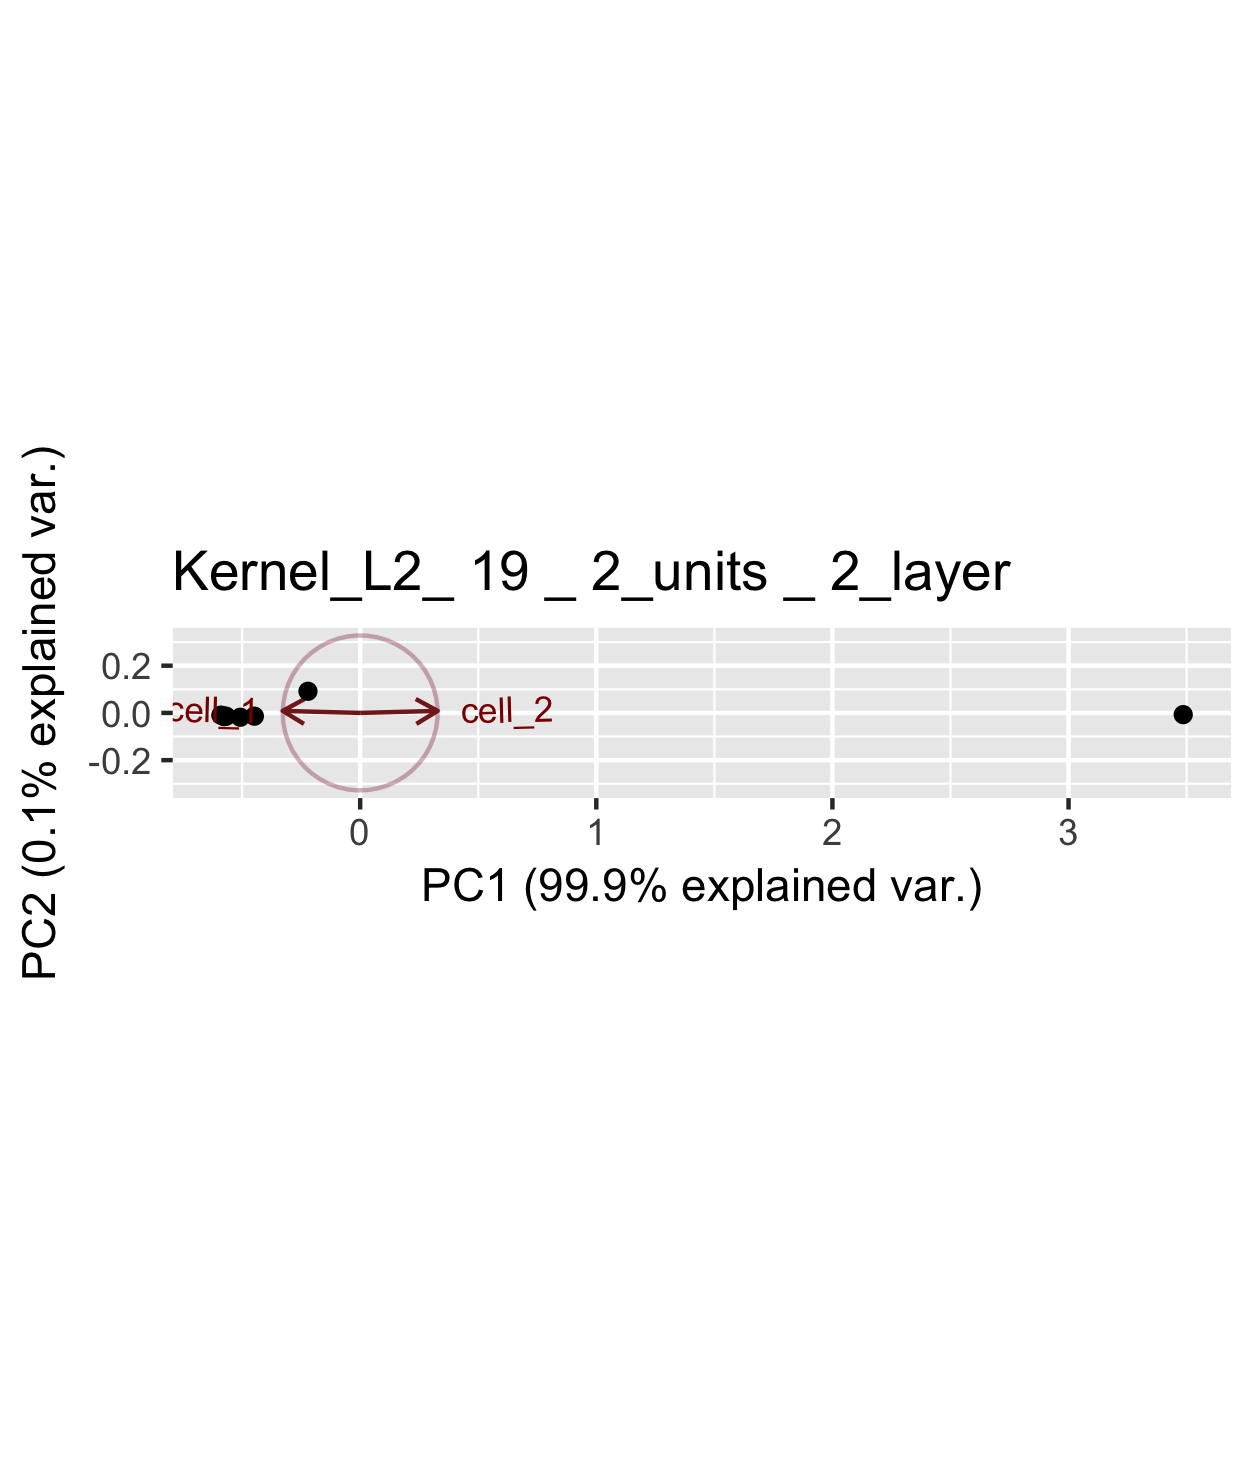 Kernel_L2_ 19 _ 2_units _ 2_layer
PC2 (0.1% explained var.)
0.2
0.0
-0.2
cell_1
cell_2
0 1 2 3
PC1 (99.9% explained var.)